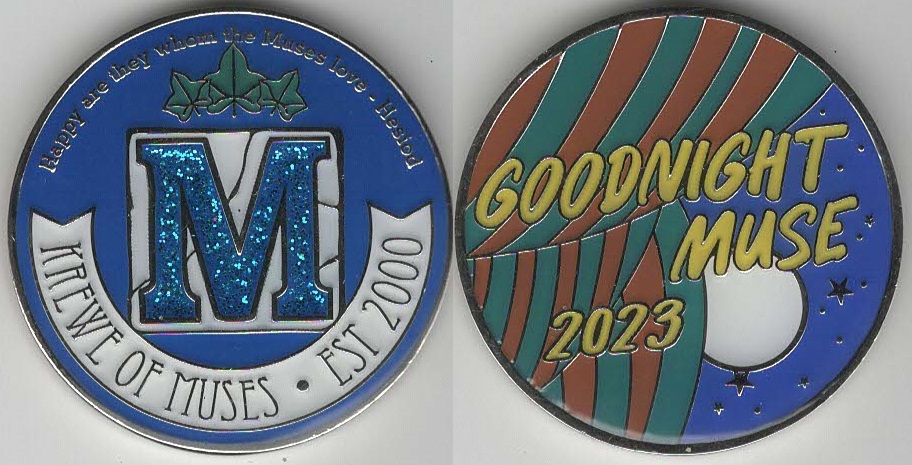 Happy are they whom the Muses love - Hesiod
M
KREWE OF MUSES • EST 2000
GOODNIGHT
MUSE
2023